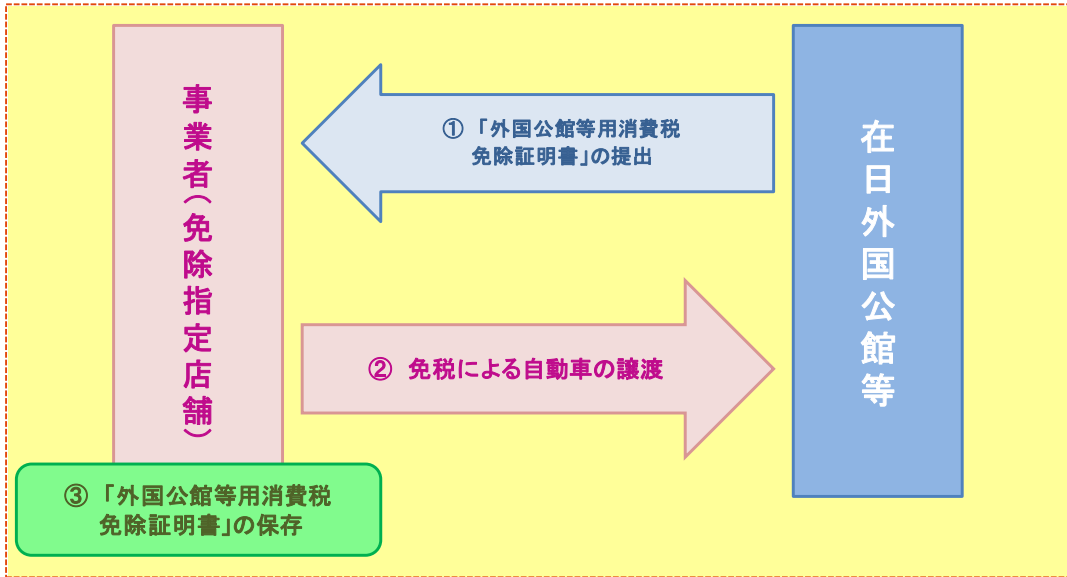 事業者(免除指定店舗)
① 「外国公館等用消費税
免除証明書」の提出
在日外国公館等
② 免税による自動車の譲渡
③ 「外国公館等用消費税
免除証明書」の保存